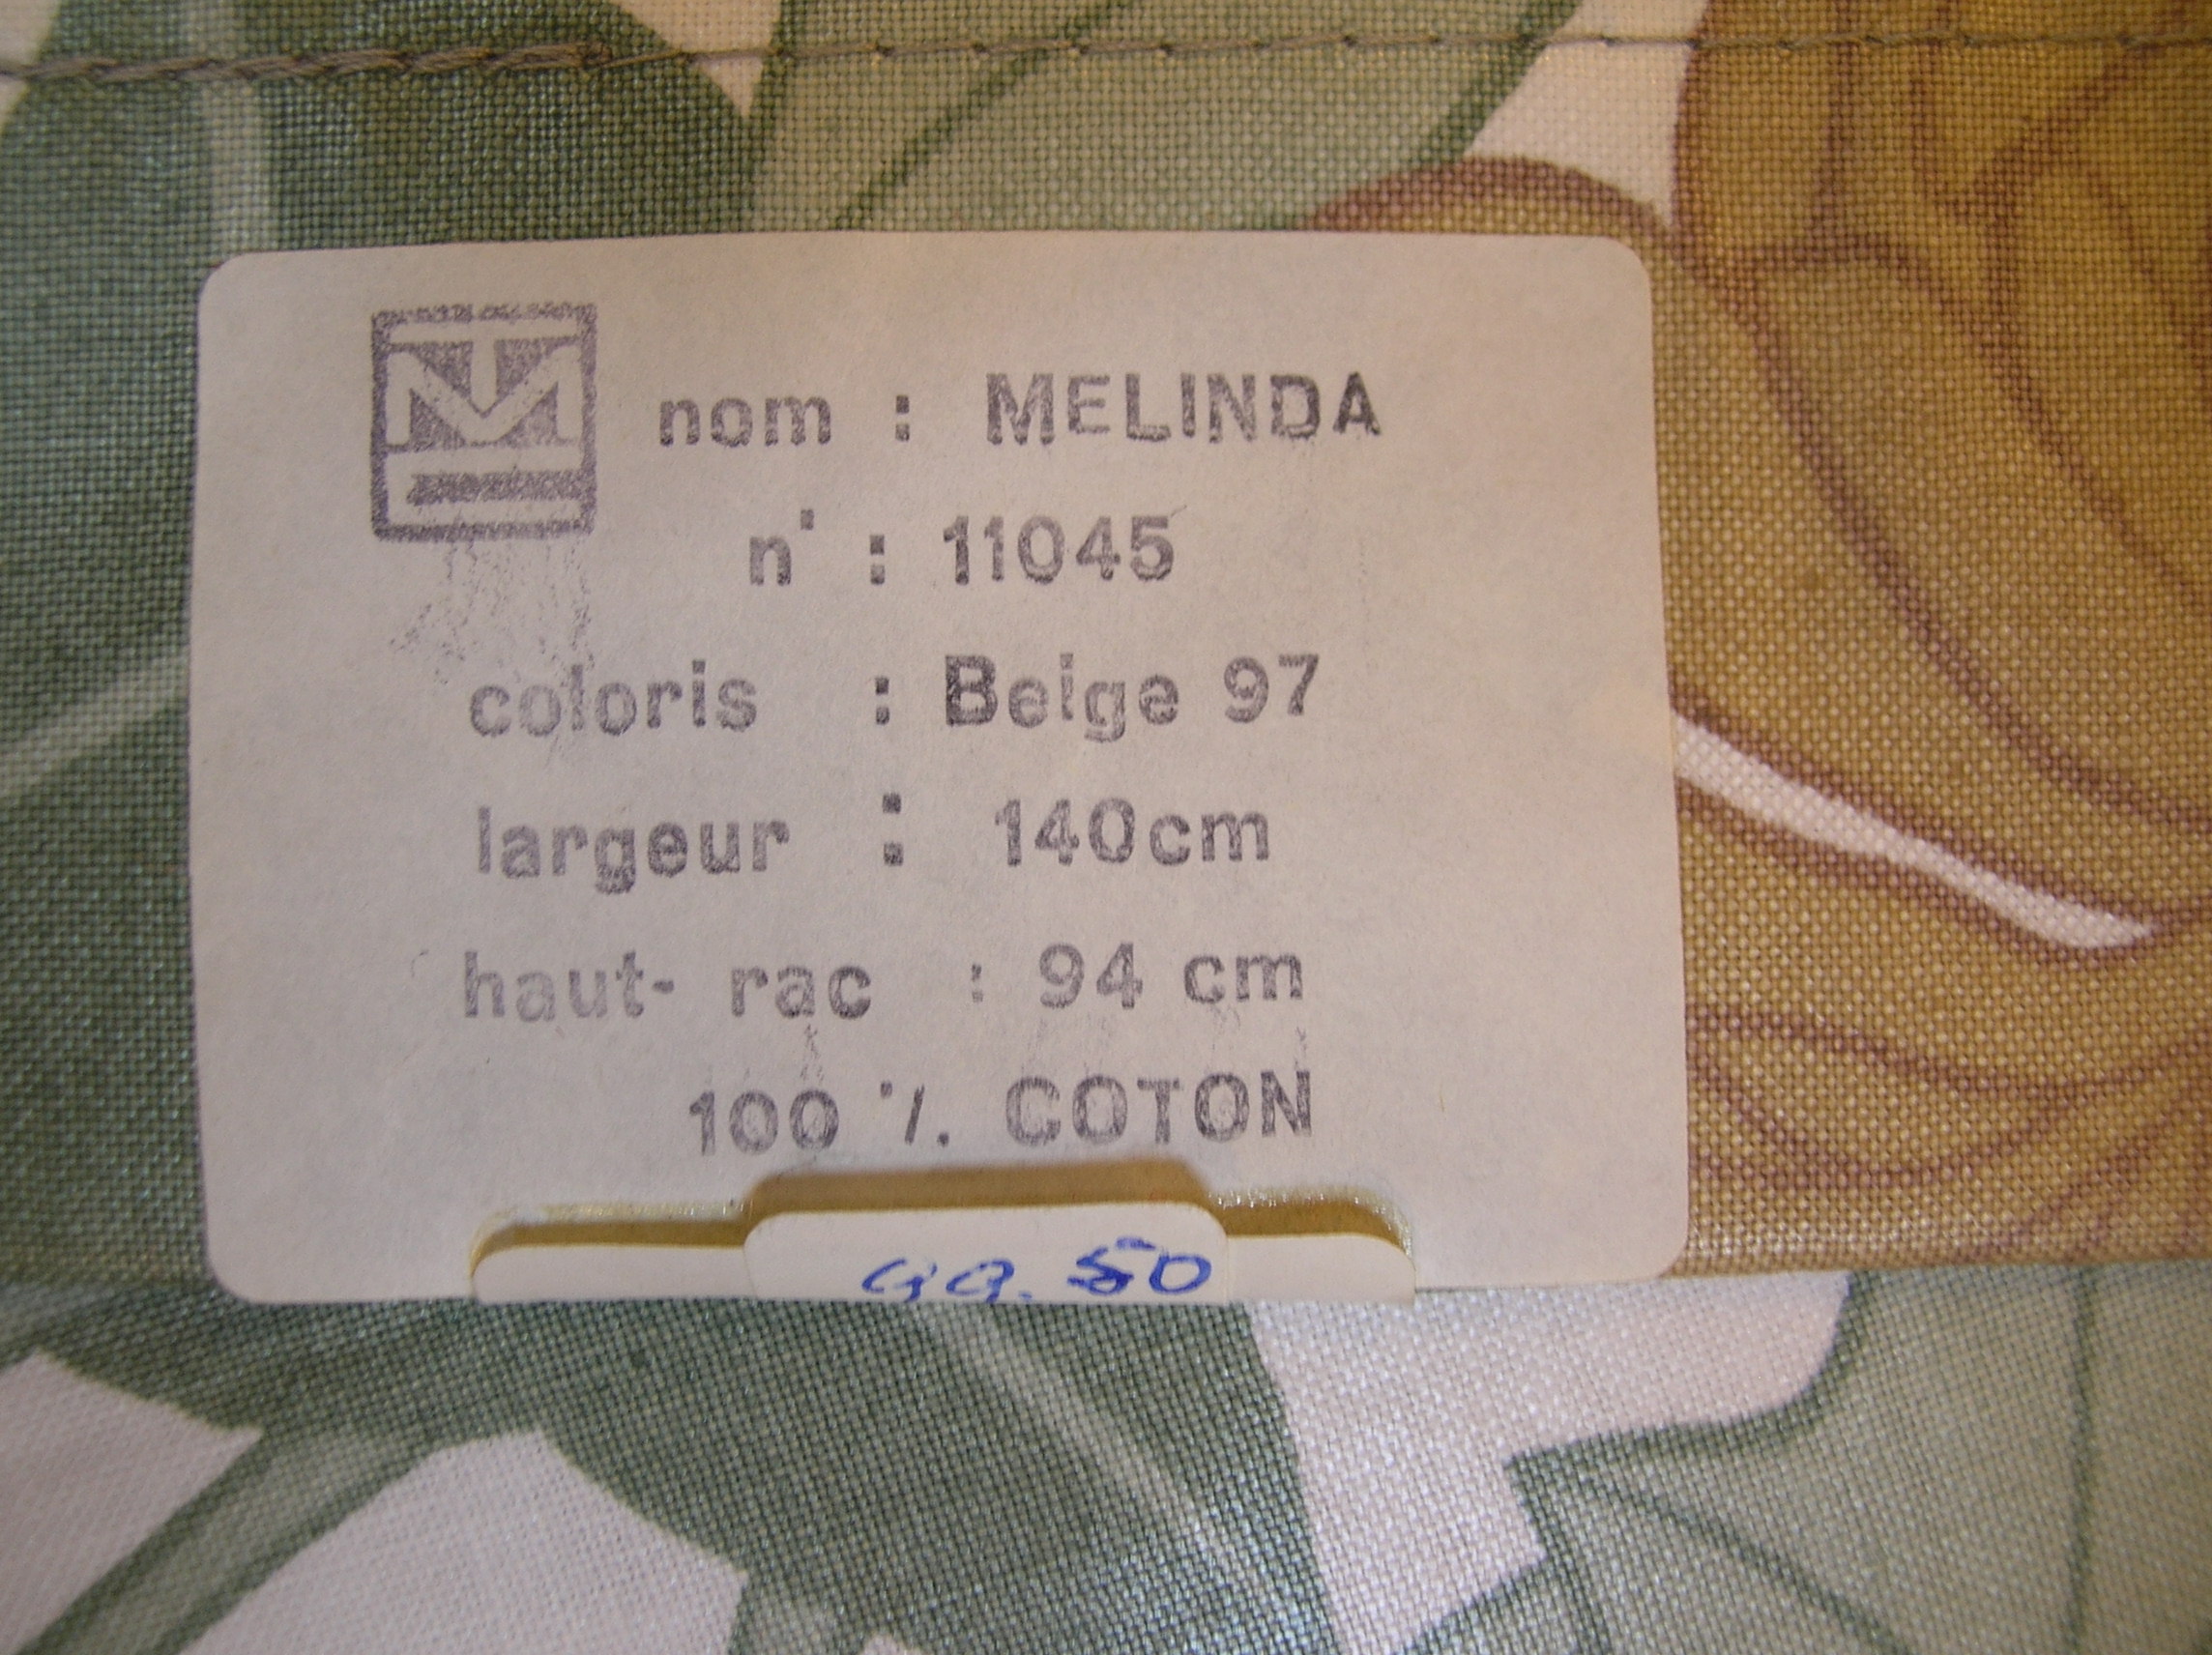 nom : MELINDA
n° : 11045
coloris : Beige 97
largeur : 140cm
haut- rac : 94 cm
100 % COTON